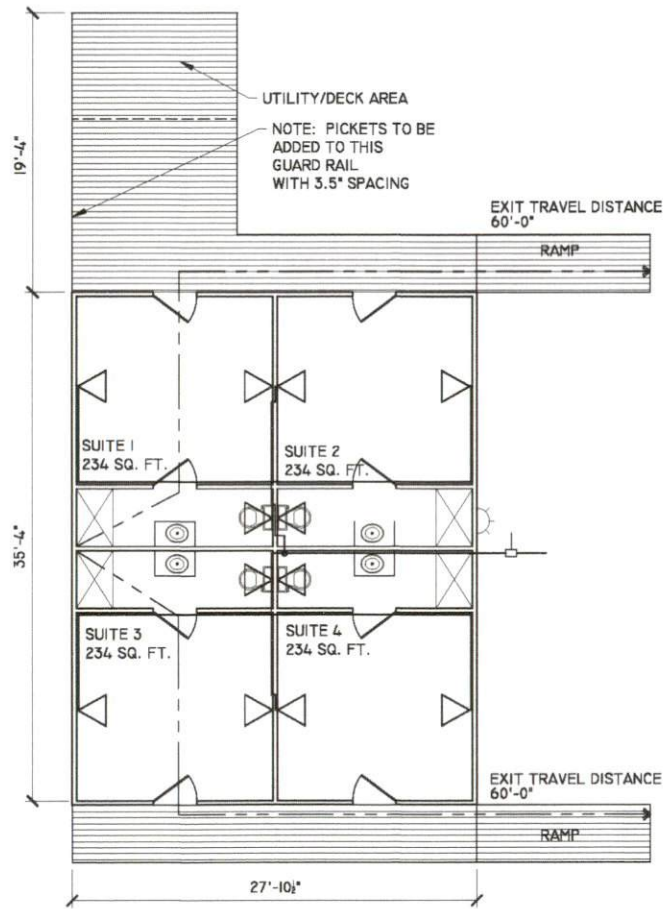 UTILITY/DECK AREA
NOTE: PICKETS TO BE
ADDED TO THIS
GUARD RAIL
WITH 3.5" SPACING
19'-4"
EXIT TRAVEL DISTANCE
60'-0"
RAMP
SUITE 1
234 SQ. FT.
SUITE 2
234 SQ. FT.
35'-4"
SUITE 3
234 SQ. FT.
SUITE 4
234 SQ. FT.
EXIT TRAVEL DISTANCE
60'-0"
RAMP
27'-10½"